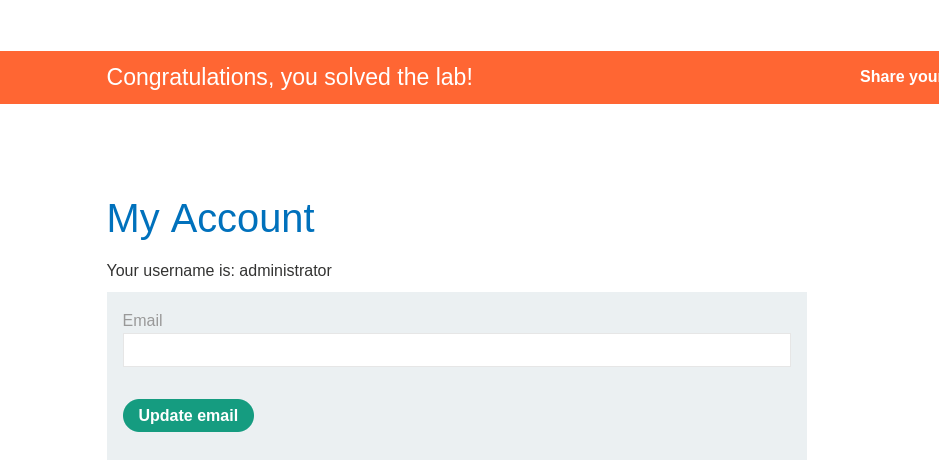 Congratulations, you solved the lab!
Share your
My Account
Your username is: administrator
Email
Update email